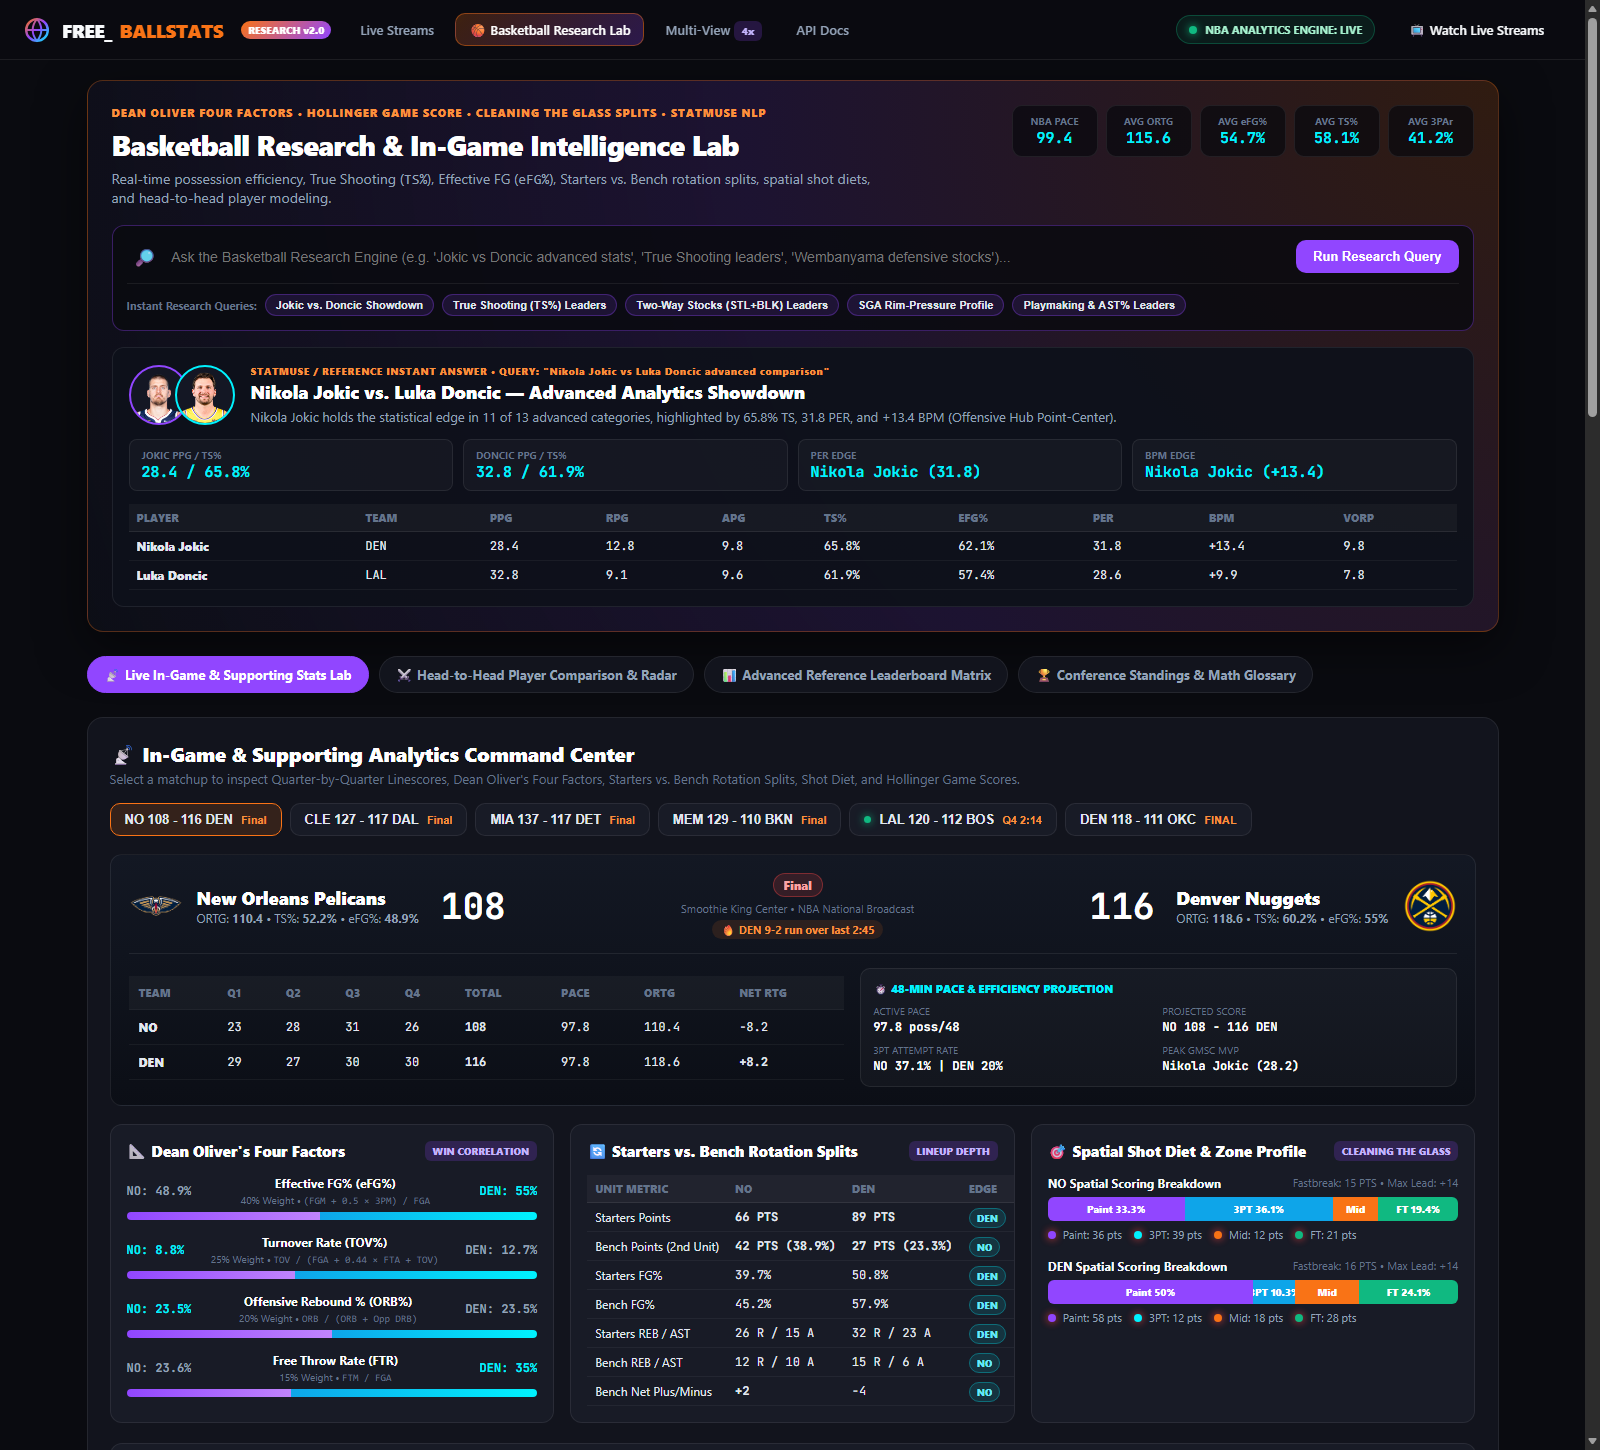 FREE_ BALLSTATS RESEARCH v2.0 Live Streams Basketball Research Lab Multi-View 4x API Docs NBA ANALYTICS ENGINE: LIVE Watch Live Streams
DEAN OLIVER FOUR FACTORS • HOLLINGER GAME SCORE • CLEANING THE GLASS SPLITS • STATMUSE NLP
Basketball Research & In-Game Intelligence Lab
Real-time possession efficiency, True Shooting (TS%), Effective FG (eFG%), Starters vs. Bench rotation splits, spatial shot diets,
and head-to-head player modeling.
NBA PACE AVG ORTG AVG eFG% AVG TS% AVG 3PAr
99.4 115.6 54.7% 58.1% 41.2%
Ask the Basketball Research Engine (e.g. 'Jokic vs Doncic advanced stats', 'True Shooting leaders', 'Wembanyama defensive stocks')... Run Research Query
Instant Research Queries: Jokic vs. Doncic Showdown True Shooting (TS%) Leaders Two-Way Stocks (STL+BLK) Leaders SGA Rim-Pressure Profile Playmaking & AST% Leaders
STATMUSE / REFERENCE INSTANT ANSWER • QUERY: "Nikola Jokic vs Luka Doncic advanced comparison"
Nikola Jokic vs. Luka Doncic — Advanced Analytics Showdown
Nikola Jokic holds the statistical edge in 11 of 13 advanced categories, highlighted by 65.8% TS, 31.8 PER, and +13.4 BPM (Offensive Hub Point-Center).
JOKIC PPG / TS% DONCIC PPG / TS% PER EDGE BPM EDGE
28.4 / 65.8% 32.8 / 61.9% Nikola Jokic (31.8) Nikola Jokic (+13.4)
PLAYER TEAM PPG RPG APG TS% EFG% PER BPM VORP
Nikola Jokic DEN 28.4 12.8 9.8 65.8% 62.1% 31.8 +13.4 9.8
Luka Doncic LAL 32.8 9.1 9.6 61.9% 57.4% 28.6 +9.9 7.8
Live In-Game & Supporting Stats Lab Head-to-Head Player Comparison & Radar Advanced Reference Leaderboard Matrix Conference Standings & Math Glossary
In-Game & Supporting Analytics Command Center
Select a matchup to inspect Quarter-by-Quarter Linescores, Dean Oliver's Four Factors, Starters vs. Bench Rotation Splits, Shot Diet, and Hollinger Game Scores.
NO 108 - 116 DEN Final CLE 127 - 117 DAL Final MIA 137 - 117 DET Final MEM 129 - 110 BKN Final LAL 120 - 112 BOS Q4 2:14 DEN 118 - 111 OKC FINAL
New Orleans Pelicans
ORTG: 110.4 • TS%: 52.2% • eFG%: 48.9%
108
Final
Smoothie King Center • NBA National Broadcast
DEN 9-2 run over last 2:45
116
Denver Nuggets
ORTG: 118.6 • TS%: 60.2% • eFG%: 55%
TEAM Q1 Q2 Q3 Q4 TOTAL PACE ORTG NET RTG
NO 23 28 31 26 108 97.8 110.4 -8.2
DEN 29 27 30 30 116 97.8 118.6 +8.2
48-MIN PACE & EFFICIENCY PROJECTION
ACTIVE PACE PROJECTED SCORE
97.8 poss/48 NO 108 - 116 DEN
3PT ATTEMPT RATE PEAK GMSC MVP
NO 37.1% | DEN 20% Nikola Jokic (28.2)
Dean Oliver's Four Factors WIN CORRELATION
Effective FG% (eFG%)
NO: 48.9% DEN: 55%
40% Weight • (FGM + 0.5 × 3PM) / FGA
Turnover Rate (TOV%)
NO: 8.8% DEN: 12.7%
25% Weight • TOV / (FGA + 0.44 × FTA + TOV)
Offensive Rebound % (ORB%)
NO: 23.5% DEN: 23.5%
20% Weight • ORB / (ORB + Opp DRB)
Free Throw Rate (FTR)
NO: 23.6% DEN: 35%
15% Weight • FTM / FGA
Starters vs. Bench Rotation Splits LINEUP DEPTH
UNIT METRIC NO DEN EDGE
Starters Points 66 PTS 89 PTS DEN
Bench Points (2nd Unit) 42 PTS (38.9%) 27 PTS (23.3%) NO
Starters FG% 39.7% 50.8% DEN
Bench FG% 45.2% 57.9% DEN
Starters REB / AST 26 R / 15 A 32 R / 23 A DEN
Bench REB / AST 12 R / 10 A 15 R / 6 A NO
Bench Net Plus/Minus +2 -4 NO
Spatial Shot Diet & Zone Profile CLEANING THE GLASS
NO Spatial Scoring Breakdown Fastbreak: 15 PTS • Max Lead: +14
Paint 33.3% 3PT 36.1% Mid FT 19.4%
Paint: 36 pts 3PT: 39 pts Mid: 12 pts FT: 21 pts
DEN Spatial Scoring Breakdown Fastbreak: 16 PTS • Max Lead: +14
Paint 50% 3PT 10.3% Mid FT 24.1%
Paint: 58 pts 3PT: 12 pts Mid: 18 pts FT: 28 pts